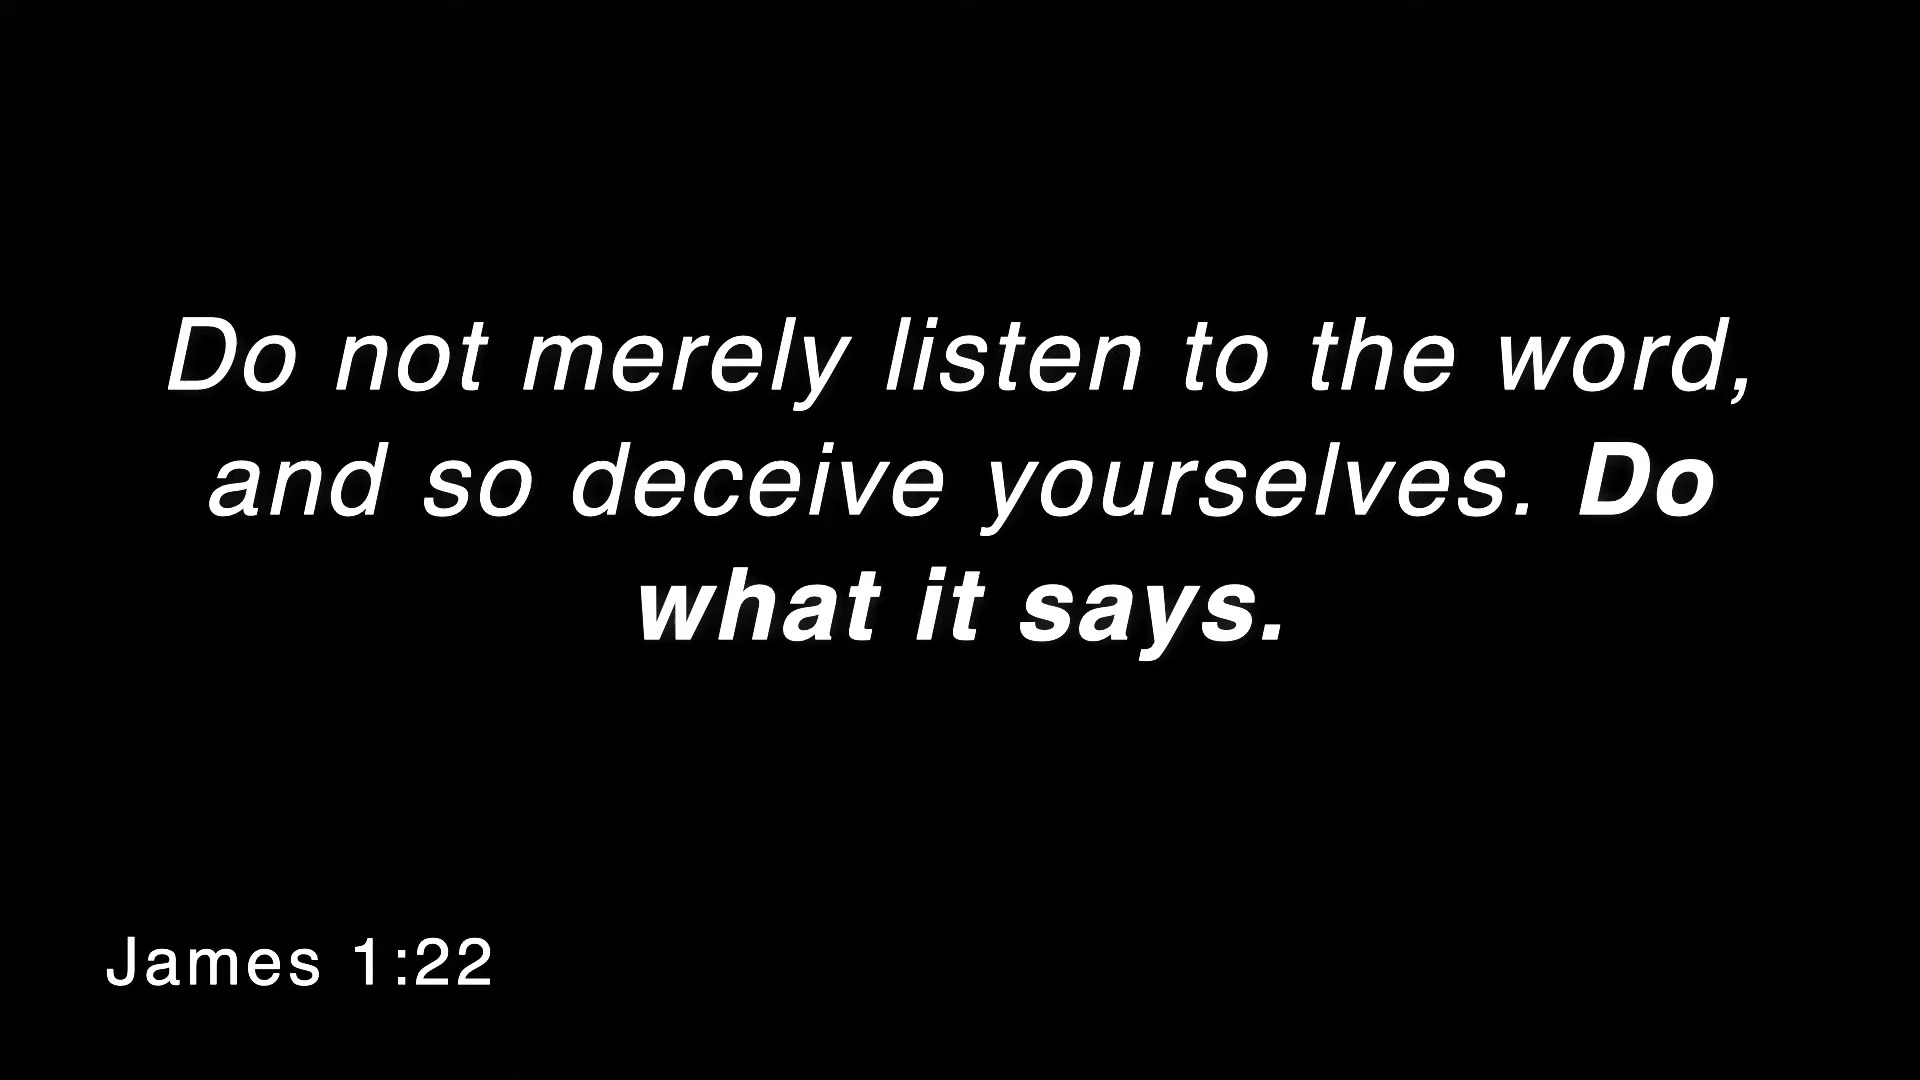 Do not merely listen to the word,
and so deceive yourselves. Do
what it says.
James 1:22